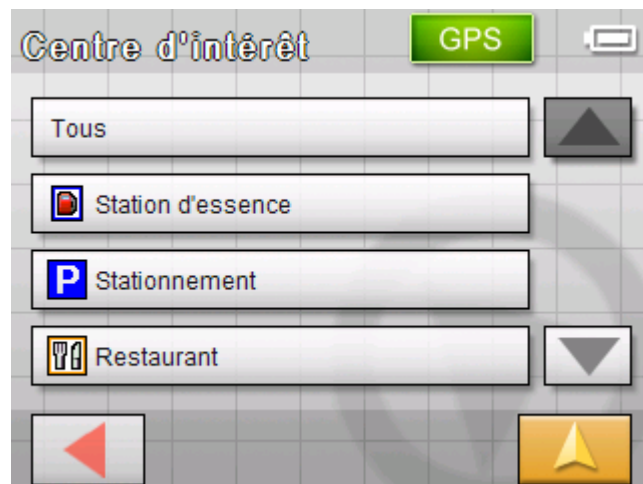 Centre d'intérêt
GPS
Tous
Station d'essence
P Stationnement
Restaurant